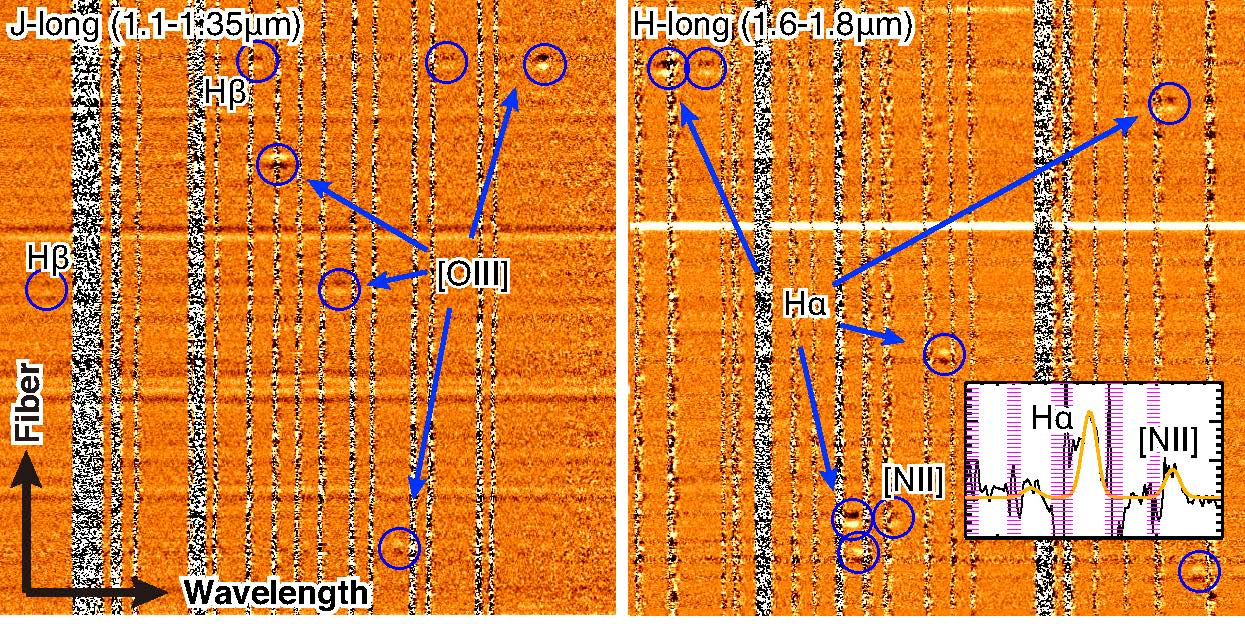 J-long (1.1-1.35μm)
Hβ
Hβ
[OIII]
Fiber
Wavelength
H-long (1.6-1.8μm)
Hα
[NII]
Hα
[NII]